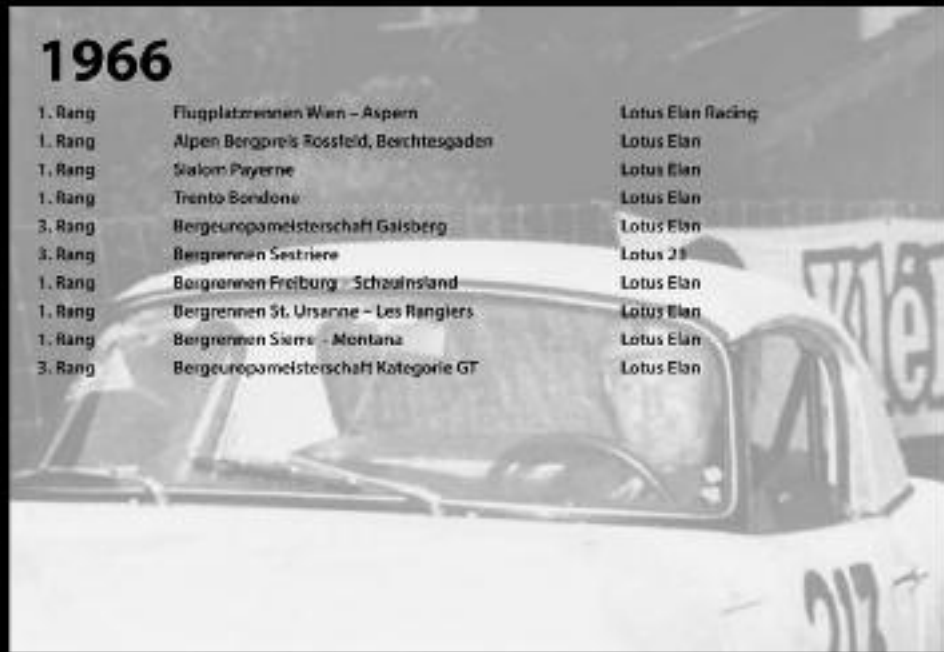 1966
1. Rang Flugplatzrennen Wien – Aspern Lotus Elan Racing
1. Rang Alpen Bergpreis Rossfeld, Berchtesgaden Lotus Elan
1. Rang Slalom Payerne Lotus Elan
1. Rang Trento Bondone Lotus Elan
3. Rang Bergeuropameisterschaft Gaisberg Lotus Elan
3. Rang Bergrennen Sestriere Lotus
1. Rang Bergrennen Freiburg - Schauinsland Lotus Elan
1. Rang Bergrennen St. Ursanne – Les Rangiers Lotus Elan
1. Rang Bergrennen Sierre - Montana Lotus Elan
3. Rang Bergeuropameisterschaft Kategorie GT Lotus Elan